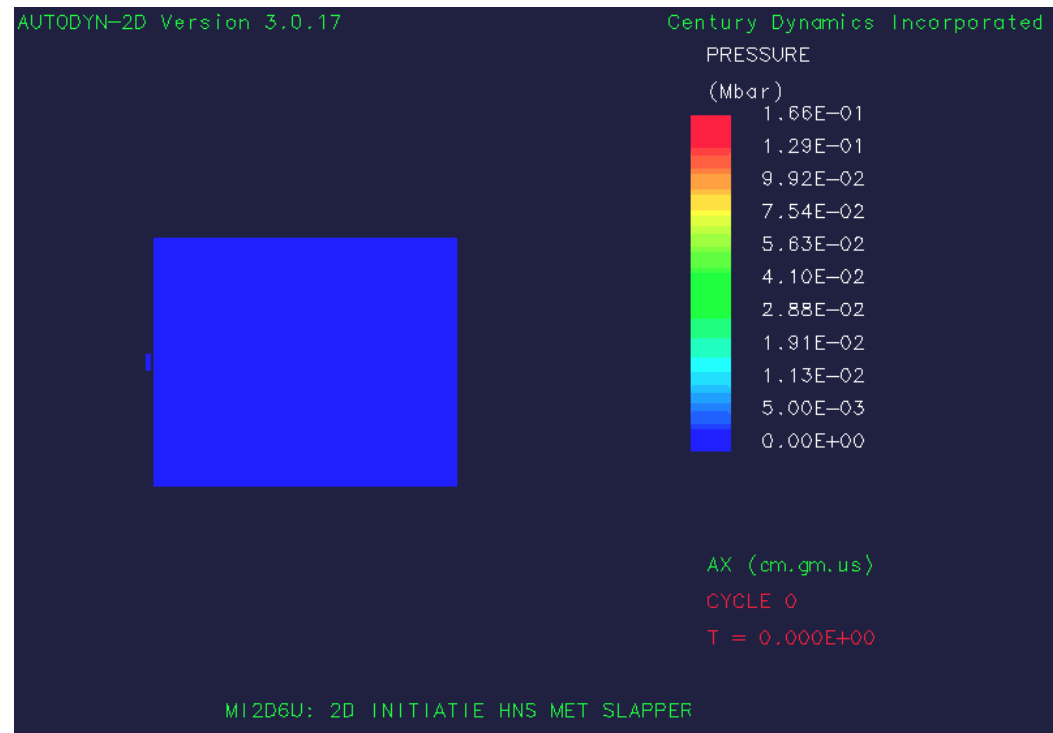 AUTODYN-2D Version 3.0.17
Century Dynamics Incorporated
PRESSURE
(Mbar)
1.66E-01
1.29E-01
9.92E-02
7.54E-02
5.63E-02
4.10E-02
2.88E-02
1.91E-02
1.13E-02
5.00E-03
0.00E+00
AX (cm.gm.us)
CYCLE 0
T = 0.000E+00
MI2D6U: 2D INITIATIE HNS MET SLAPPER